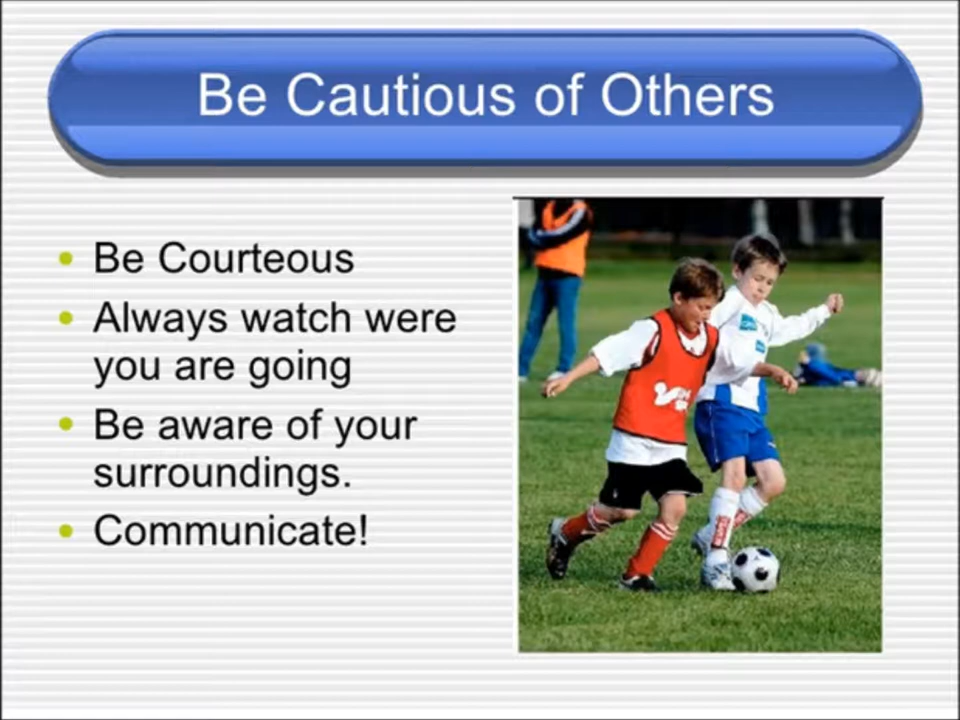 Be Cautious of Others
Be Courteous
Always watch were
you are going
Be aware of your
surroundings.
Communicate!